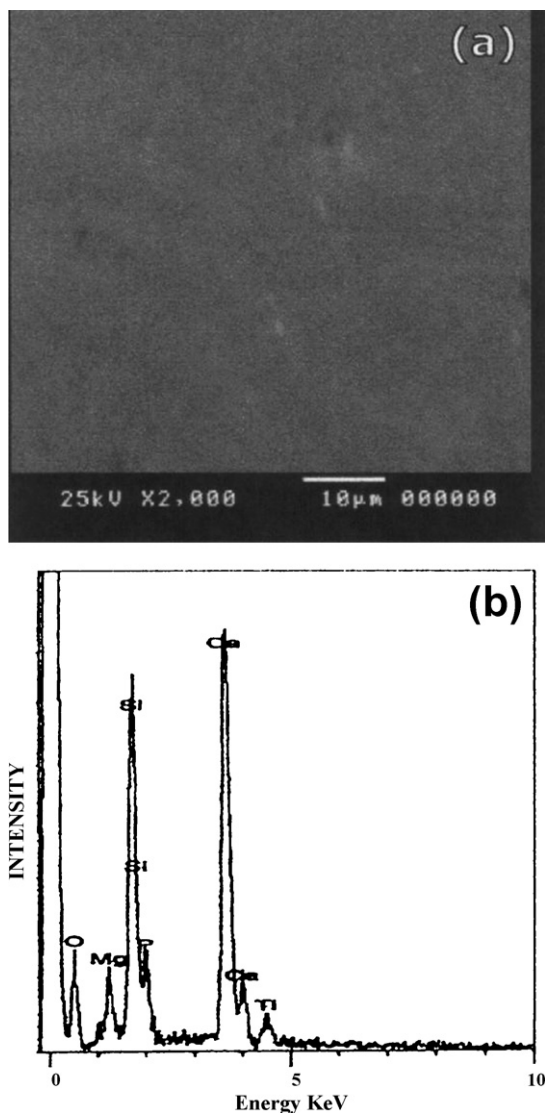 (a)
25kV X2,000 10µm 000000
(b)
Ca
Si
Si
O
Mg
P
Ca
Ti
INTENSITY
0 5 10
Energy KeV